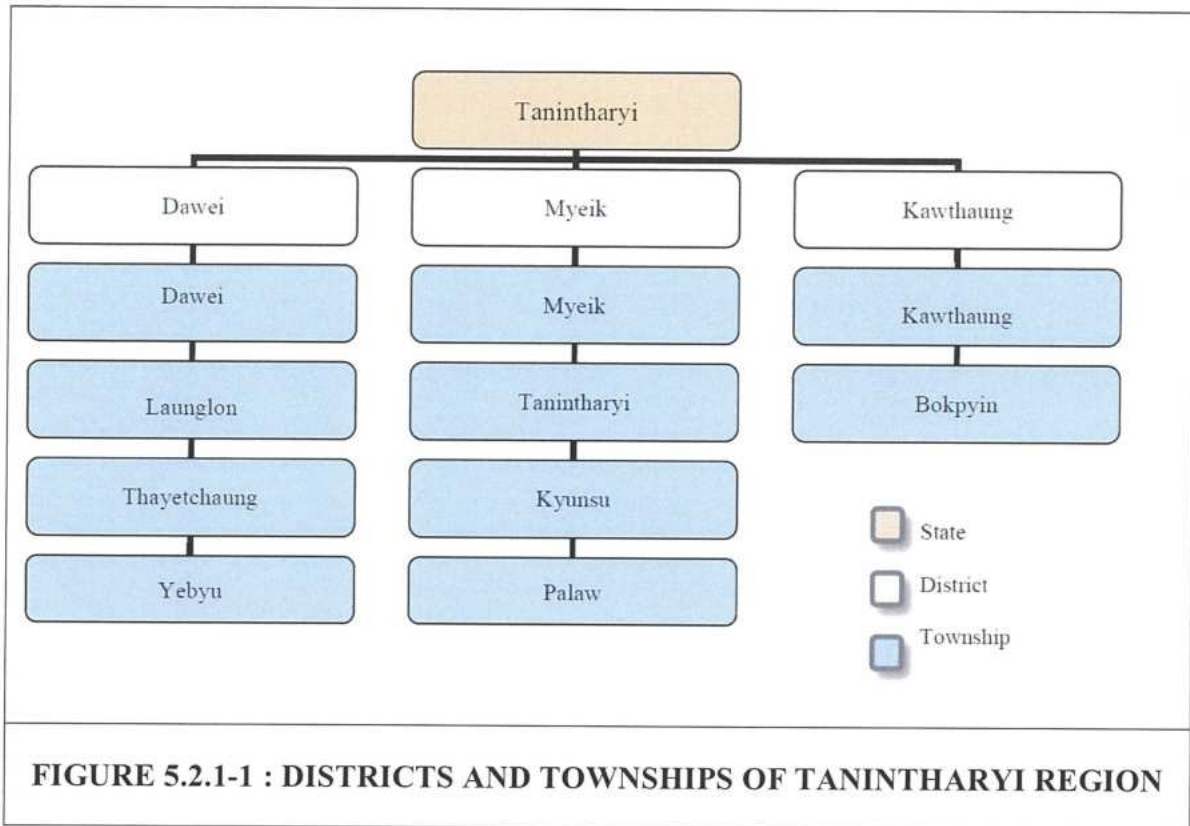 Tanintharyi
Dawei
Myeik
Kawthaung
Dawei
Myeik
Kawthaung
Launglon
Tanintharyi
Bokpyin
Thayetchaung
Kyunsu
Yebyu
Palaw
State
District
Township
FIGURE 5.2.1-1 : DISTRICTS AND TOWNSHIPS OF TANINTHARYI REGION